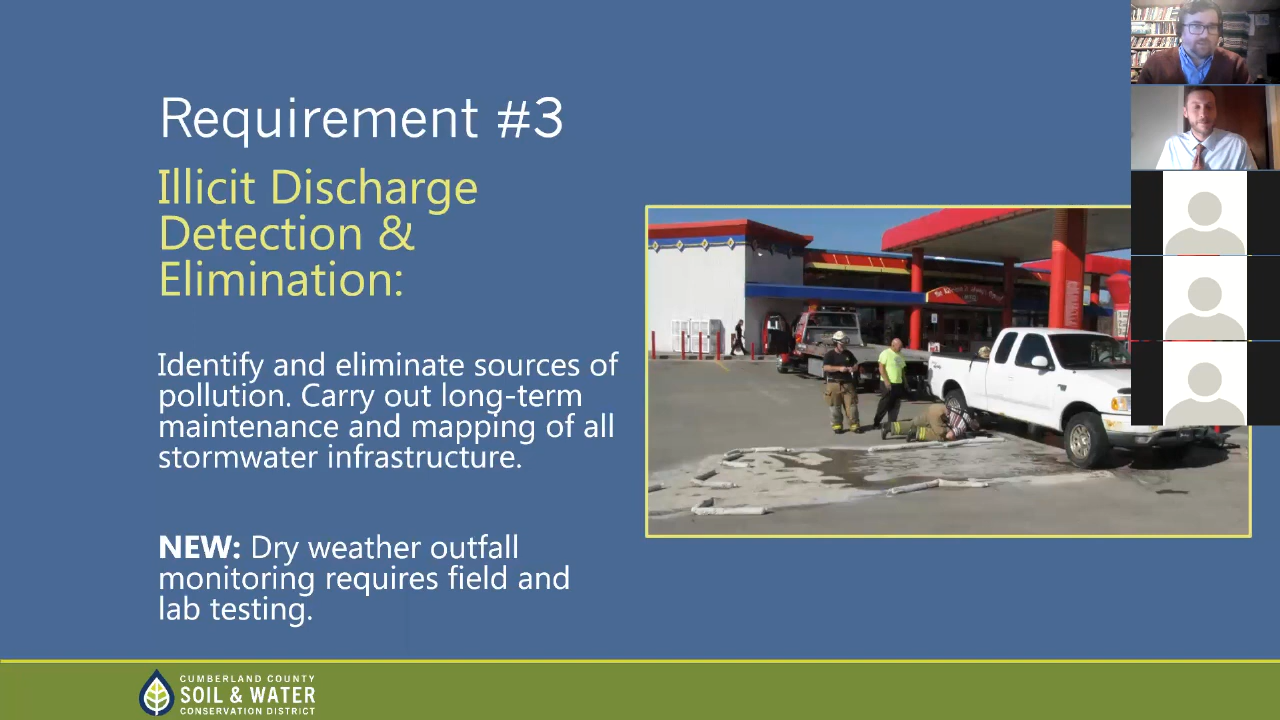 Requirement #3
Illicit Discharge
Detection &
Elimination:
Identify and eliminate sources of
pollution. Carry out long-term
maintenance and mapping of all
stormwater infrastructure.
NEW: Dry weather outfall
monitoring requires field and
lab testing.
CUMBERLAND COUNTY
SOIL & WATER
CONSERVATION DISTRICT